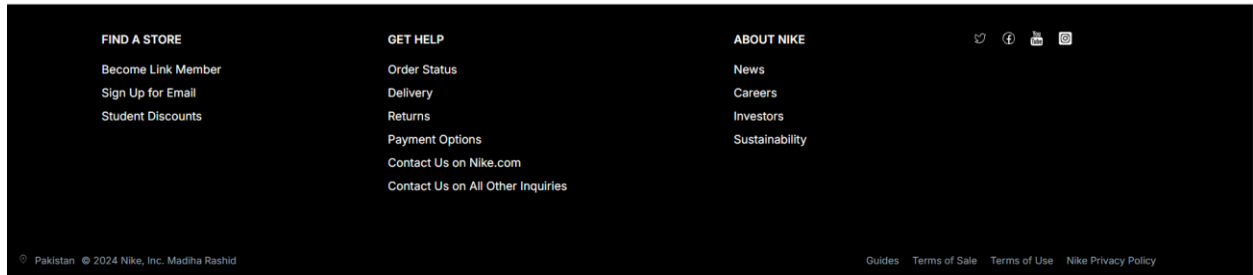 FIND A STORE
Become Link Member
Sign Up for Email
Student Discounts
GET HELP
Order Status
Delivery
Returns
Payment Options
Contact Us on Nike.com
Contact Us on All Other Inquiries
ABOUT NIKE
News
Careers
Investors
Sustainability
You Tube
Pakistan © 2024 Nike, Inc. Madiha Rashid
Guides Terms of Sale Terms of Use Nike Privacy Policy